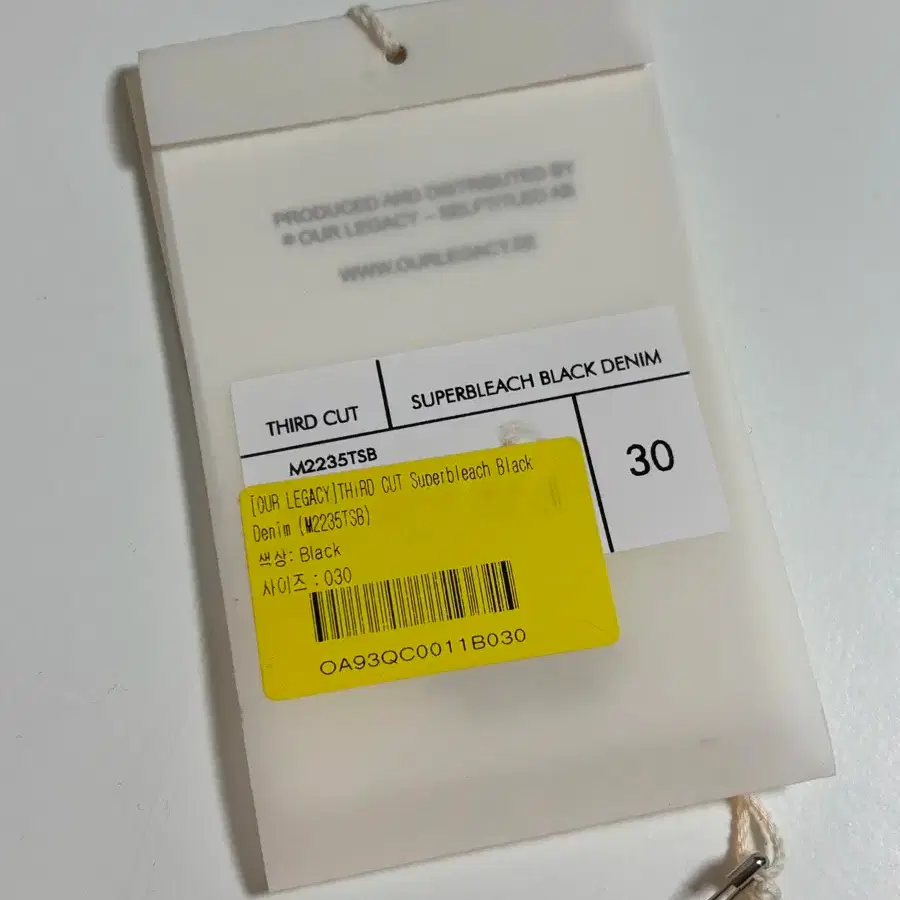 PRODUCED AND DISTRIBUTED BY
® OUR LEGACY – SELFTITLED AB
WWW.OURLEGACY.SE
THIRD CUT
SUPERBLEACH BLACK DENIM
M2235TSB
30
[OUR LEGACY]THIRD CUT Superbleach Black
Denim (M2235TSB)
색상: Black
사이즈 : 030
OA93QC0011B030